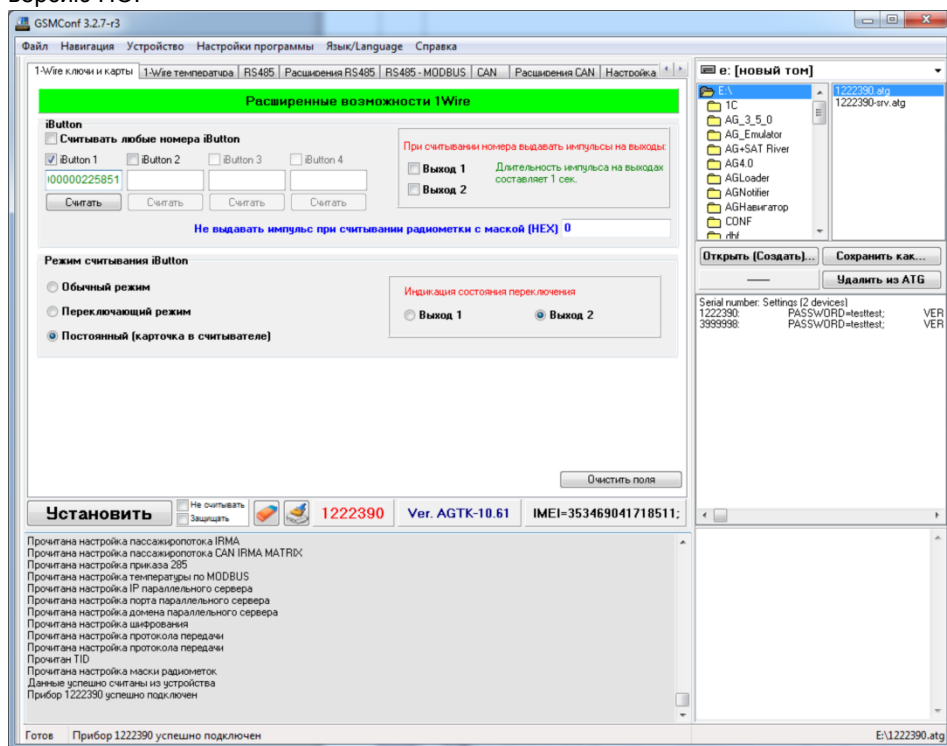 GSMConf 3.2.7-r3
Файл Навигация Устройство Настройки программы Язык/Language Справка
1-Wire ключи и карты 1-Wire температура RS485 Расширения RS485 RS485 - MODBUS CAN Расширения CAN Настройка
Расширенные возможности 1Wire
iButton
Считывать любые номера iButton
iButton 1 iButton 2 iButton 3 iButton 4
00000225851
Считать Считать Считать Считать
При считывании номера выдавать импульсы на выходы:
Выход 1
Выход 2
Длительность импульса на выходах
составляет 1 сек.
Не выдавать импульс при считывании радиометки с маской (HEX) 0
Режим считывания iButton
Обычный режим
Переключающий режим
Постоянный (карточка в считывателе)
Индикация состояния переключения
Выход 1 Выход 2
Очистить поля
Установить
Не считывать
Защищать
1222390
Ver. AGTK-10.61
IMEI=353469041718511;
Прочитана настройка пассажиропотока IRMA
Прочитана настройка пассажиропотока CAN IRMA MATRIX
Прочитана настройка приказа 285
Прочитана настройка температуры по MODBUS
Прочитана настройка IP параллельного сервера
Прочитана настройка порта параллельного сервера
Прочитана настройка домена параллельного сервера
Прочитана настройка шифрования
Прочитана настройка протокола передачи
Прочитана настройка протокола передачи
Прочитан TID
Прочитана настройка маски радиометок
Данные успешно считаны из устройства
Прибор 1222390 успешно подключен
e: [новый том]
E:\
1C
AG_3_5_0
AG_Emulator
AG+SAT River
AG4.0
AGLoader
AGNotifier
AGНавигатор
CONF
dbf
1222390.atg
1222390-srv.atg
Открыть (Создать)... Сохранить как...
Удалить из ATG
Serial number: Settings (2 devices)
1222390: PASSWORD=testtest; VER
3999998: PASSWORD=testtest; VER
Готов Прибор 1222390 успешно подключен E:\1222390.atg